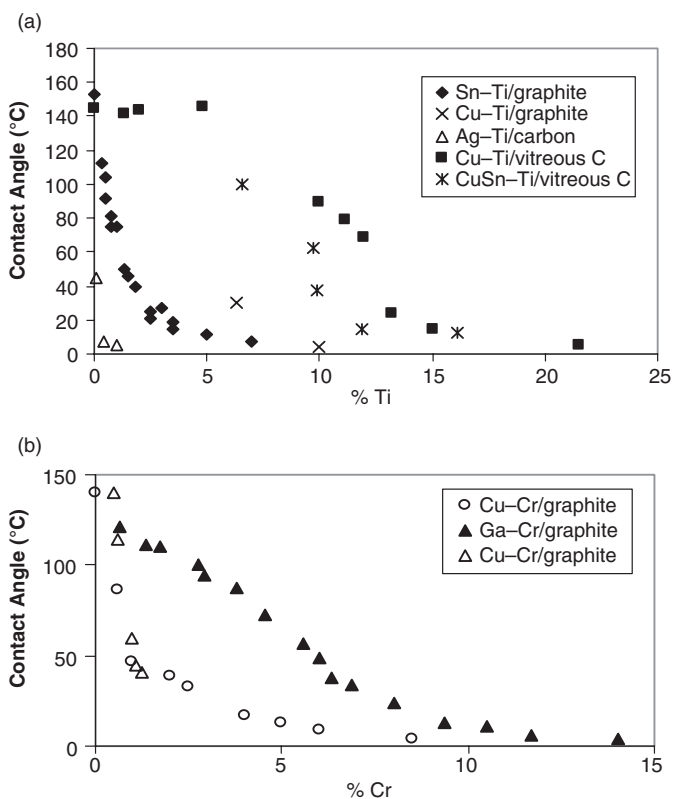 (a)
180
160
140
120
100
80
60
40
20
0
Contact Angle (°C)
Sn–Ti/graphite
Cu–Ti/graphite
Ag–Ti/carbon
Cu–Ti/vitreous C
CuSn–Ti/vitreous C
0 5 10 15 20 25
% Ti
(b)
150
100
50
0
Contact Angle (°C)
Cu–Cr/graphite
Ga–Cr/graphite
Cu–Cr/graphite
0 5 10 15
% Cr